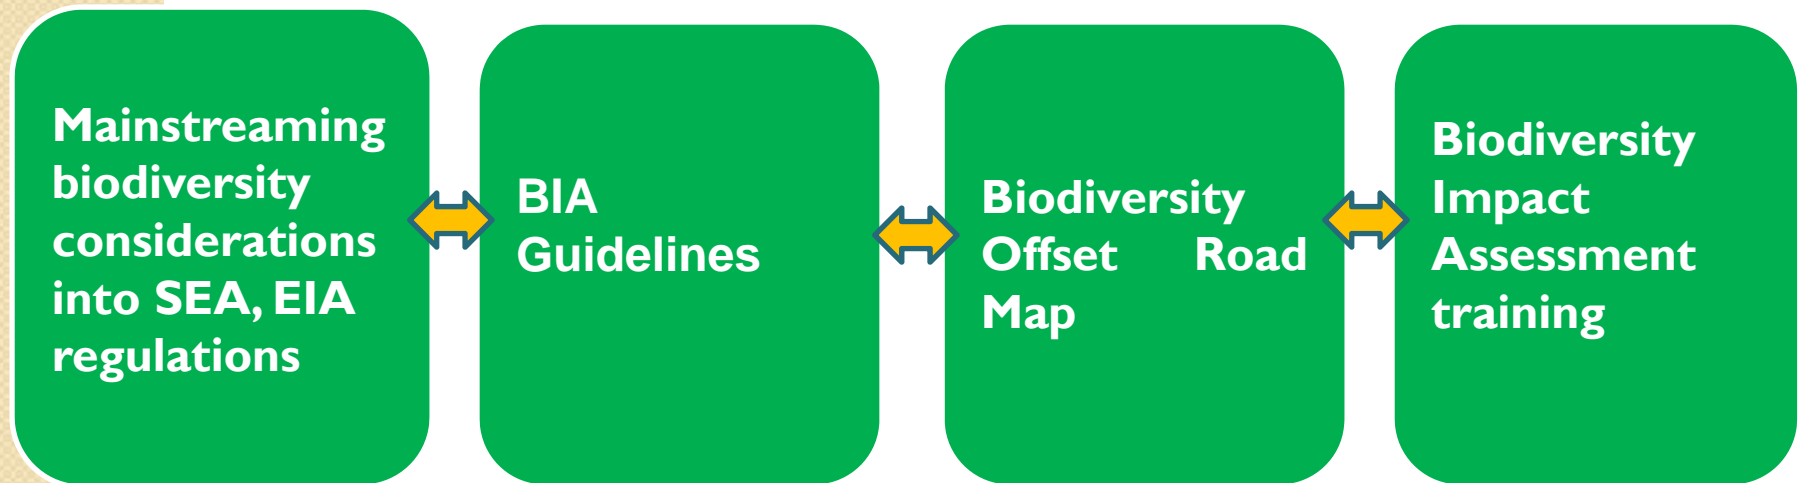 Mainstreaming
biodiversity
considerations
into SEA, EIA
regulations
BIA
Guidelines
Biodiversity
Offset Road
Map
Biodiversity
Impact
Assessment
training